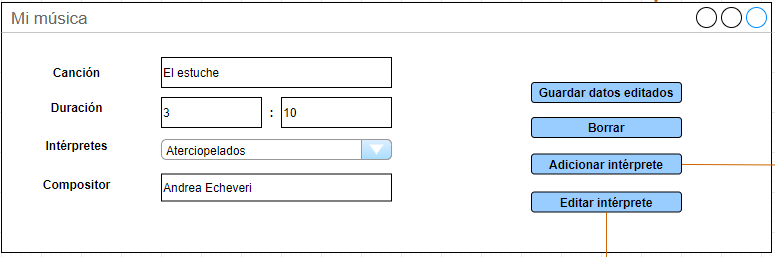 Mi música
Canción
El estuche
Guardar datos editados
Duración
3 : 10
Borrar
Intérpretes
Aterciopelados
Adicionar intérprete
Compositor
Andrea Echeveri
Editar intérprete